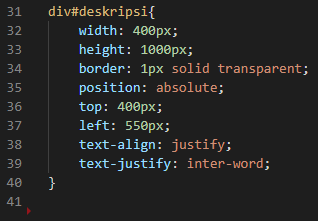 31 div#deskripsi{
32     width: 400px;
33     height: 1000px;
34     border: 1px solid transparent;
35     position: absolute;
36     top: 400px;
37     left: 550px;
38     text-align: justify;
39     text-justify: inter-word;
40 }
41